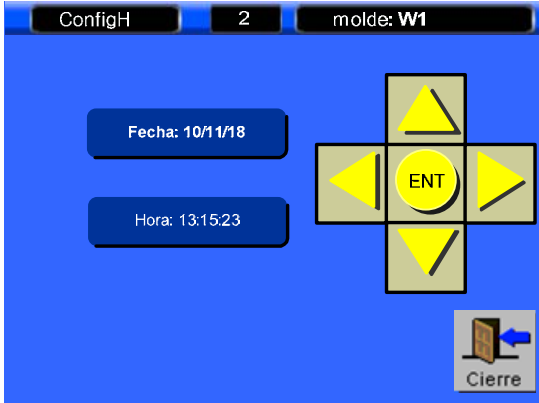 ConfigH 2 molde: W1
Fecha: 10/11/18
ENT
Hora: 13:15:23
Cierre